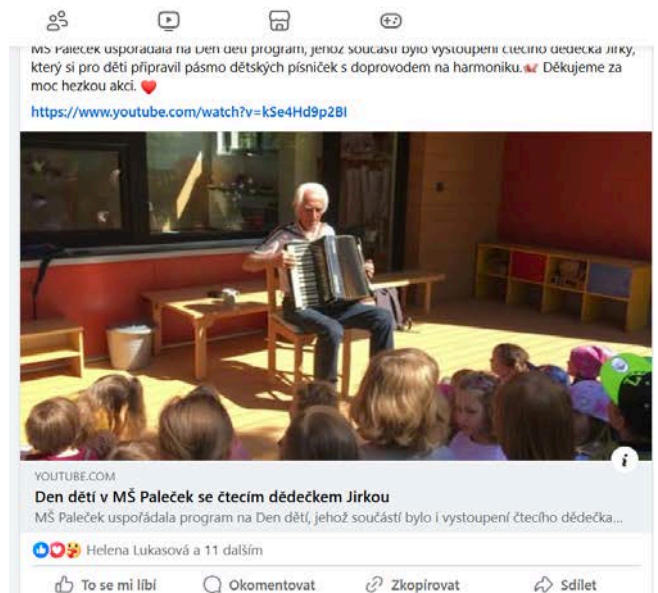 MŠ Paleček uspořádala na Den dětí program, jehož součástí bylo vystoupení čtecího dědečka Jirky,
který si pro děti připravil pásmo dětských písniček s doprovodem na harmoniku. Děkujeme za
moc hezkou akci.
https://www.youtube.com/watch?v=kSe4Hd9p2BI
i
YOUTUBE.COM
Den dětí v MŠ Paleček se čtecím dědečkem Jirkou
MŠ Paleček uspořádala program na Den dětí, jehož součástí bylo i vystoupení čtecího dědečka...
Helena Lukasová a 11 dalším
To se mi líbí Okomentovat Zkopírovat Sdílet